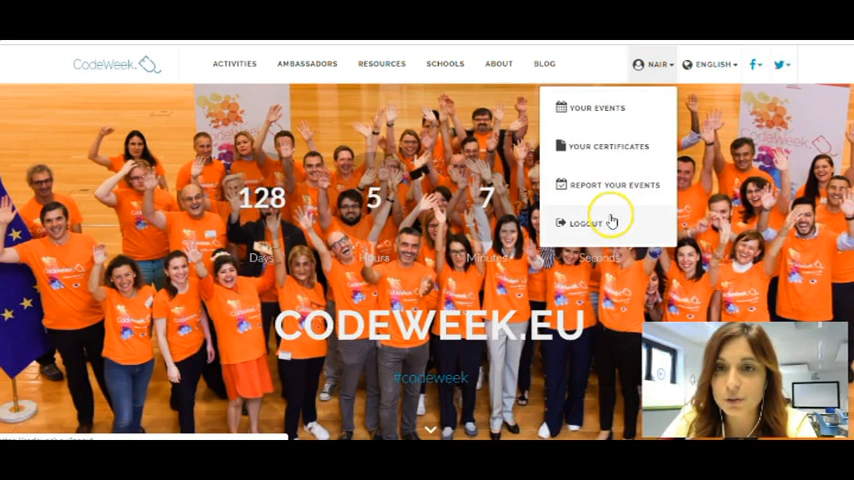 CodeWeek.
ACTIVITIES AMBASSADORS RESOURCES SCHOOLS ABOUT BLOG NAIR ENGLISH
YOUR EVENTS
YOUR CERTIFICATES
REPORT YOUR EVENTS
LOGOUT
128 5 7
Days Hours Minutes Seconds
CODEWEEK.EU
#codeweek